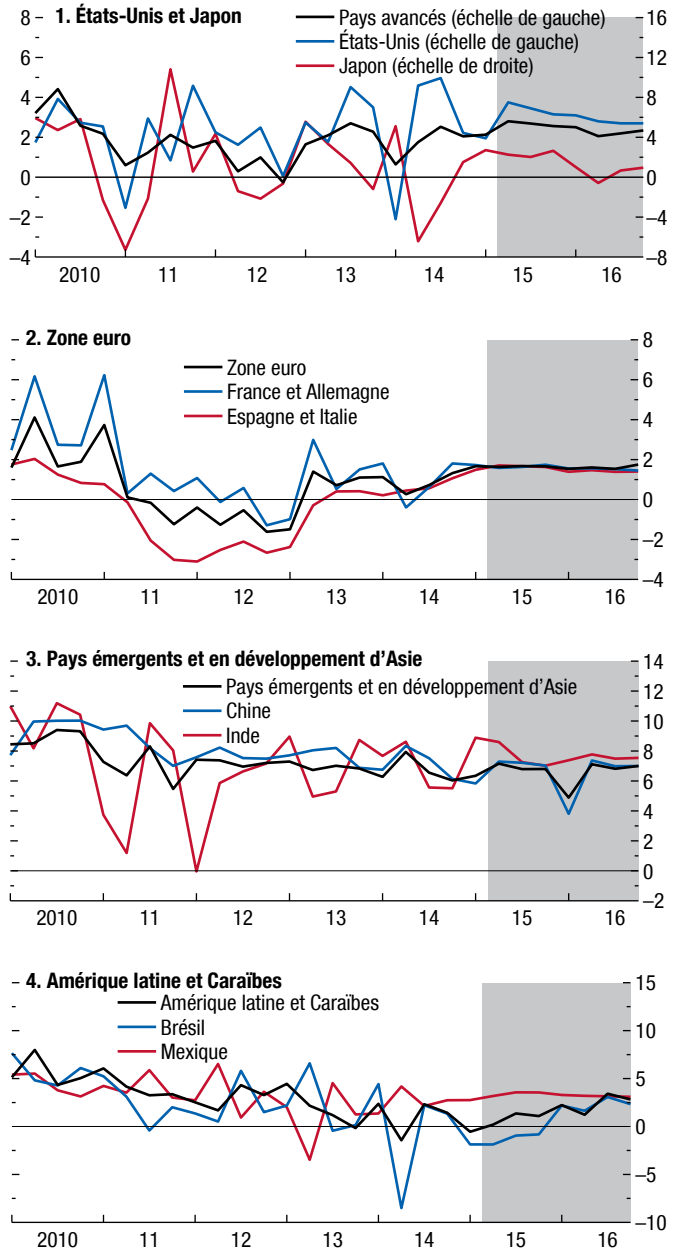 1. États-Unis et Japon
Pays avancés (échelle de gauche)
États-Unis (échelle de gauche)
Japon (échelle de droite)
8
6
4
2
0
–2
–4
16
12
8
4
0
–4
–8
2010 11 12 13 14 15 16
2. Zone euro
Zone euro
France et Allemagne
Espagne et Italie
8
6
4
2
0
–2
–4
2010 11 12 13 14 15 16
3. Pays émergents et en développement d’Asie
Pays émergents et en développement d’Asie
Chine
Inde
14
12
10
8
6
4
2
0
–2
2010 11 12 13 14 15 16
4. Amérique latine et Caraïbes
Amérique latine et Caraïbes
Brésil
Mexique
15
10
5
0
–5
–10
2010 11 12 13 14 15 16